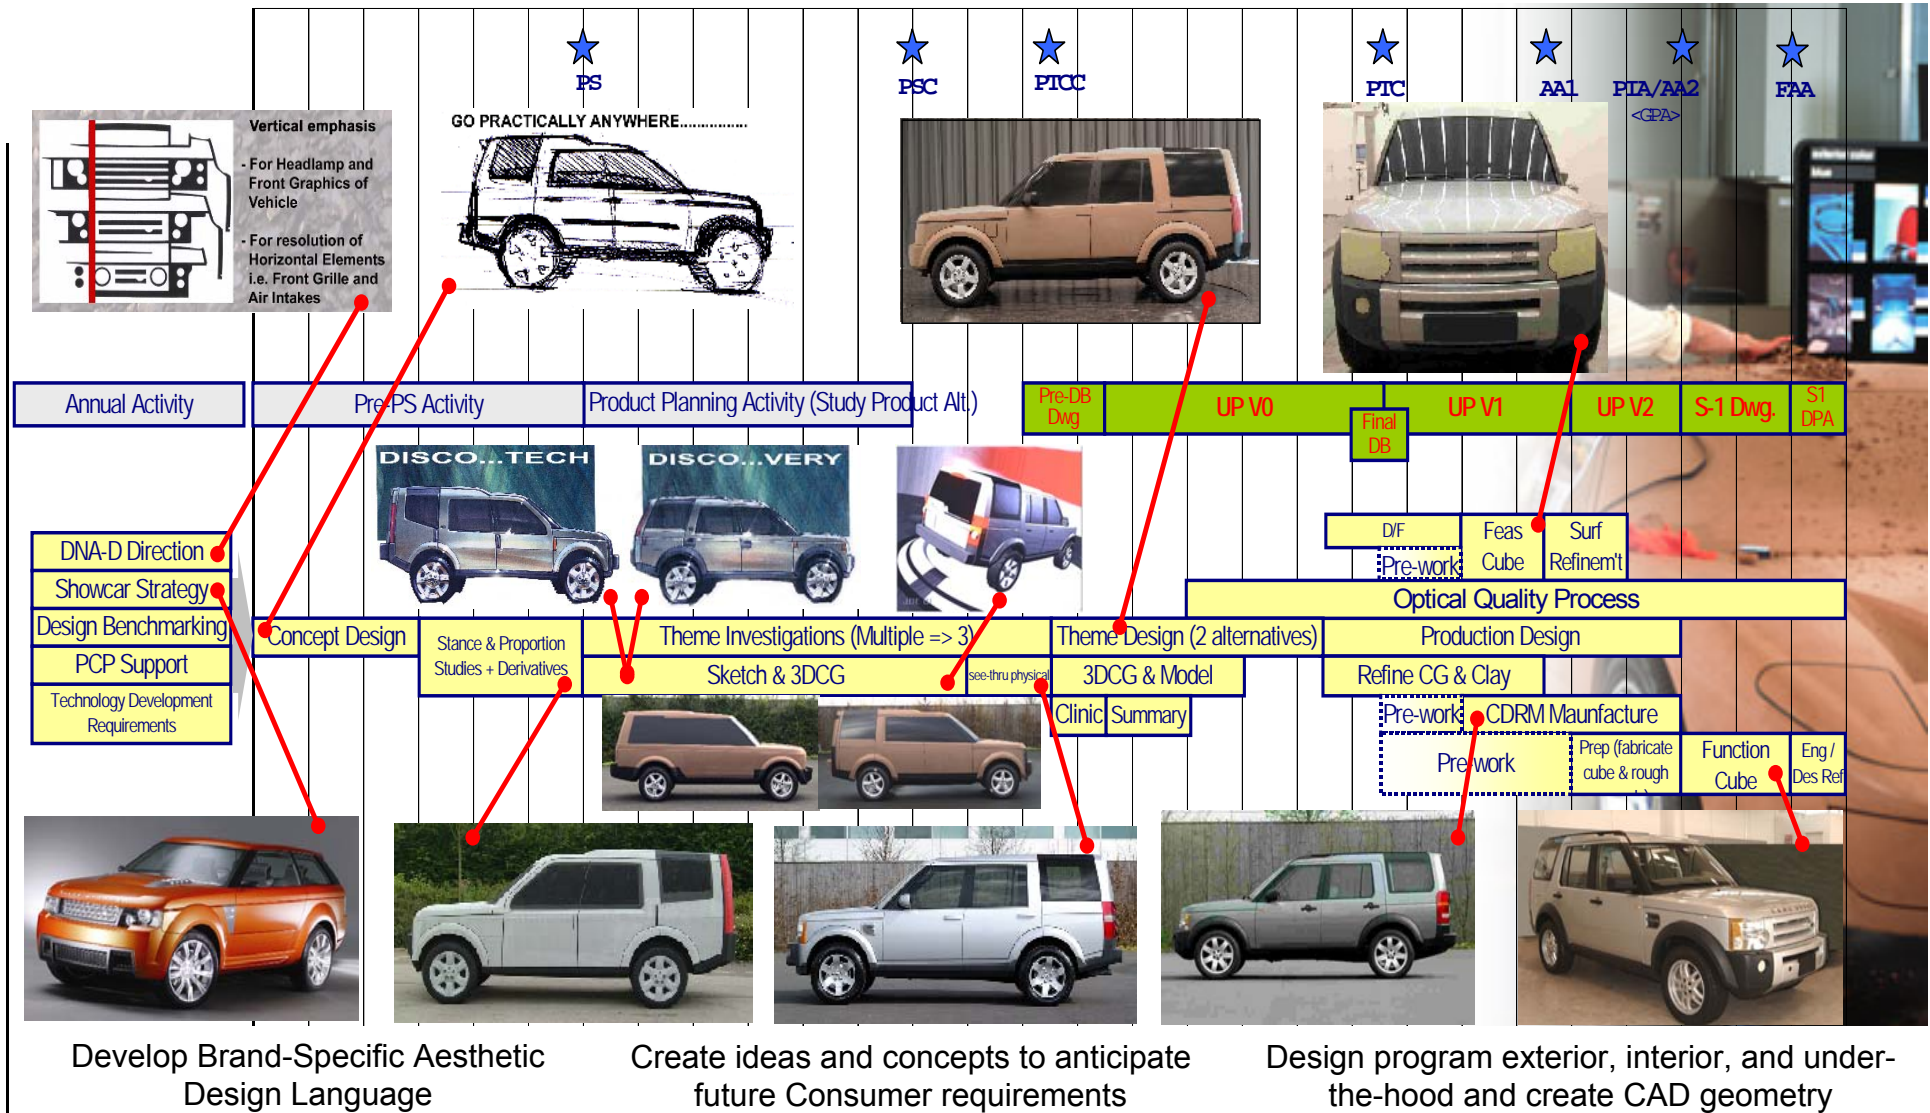 PS
PSC
PTCC
PTC
AA1
PIA/AA2
<GPA>
FAA
Vertical emphasis
- For Headlamp and
Front Graphics of
Vehicle
- For resolution of
Horizontal Elements
i.e. Front Grille and
Air Intakes
GO PRACTICALLY ANYWHERE................
Annual Activity
Pre-PS Activity
Product Planning Activity (Study Product Alt.)
Pre-DB
Dwg
UP V0
Final
DB
UP V1
UP V2
S-1 Dwg.
S1
DPA
DISCO...TECH
DISCO...VERY
DNA-D Direction
Showcar Strategy
Design Benchmarking
PCP Support
Technology Development
Requirements
D/F
Pre-work
Feas
Cube
Surf
Refinem't
Optical Quality Process
Concept Design
Stance & Proportion
Studies + Derivatives
Theme Investigations (Multiple => 3)
Theme Design (2 alternatives)
Production Design
Sketch & 3DCG
see-thru physical
3DCG & Model
Refine CG & Clay
Clinic
Summary
Pre-work
CDRM Maunfacture
Pre-work
Prep (fabricate
cube & rough
Function
Cube
Eng /
Des Ref
Develop Brand-Specific Aesthetic
Design Language
Create ideas and concepts to anticipate
future Consumer requirements
Design program exterior, interior, and under-
the-hood and create CAD geometry